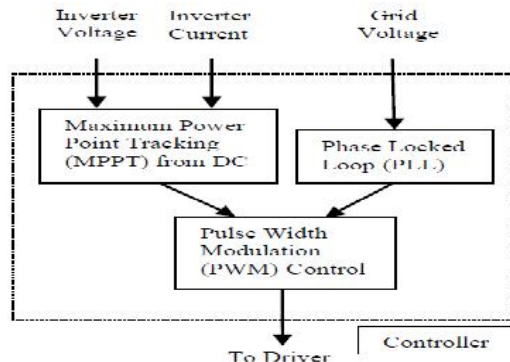 Inverter
Voltage
Inverter
Current
Grid
Voltage
Maximum Power
Point Tracking
(MPPT) from DC
Phase Locked
Loop (PLL)
Pulse Width
Modulation
(PWM) Control
Controller
To Driver